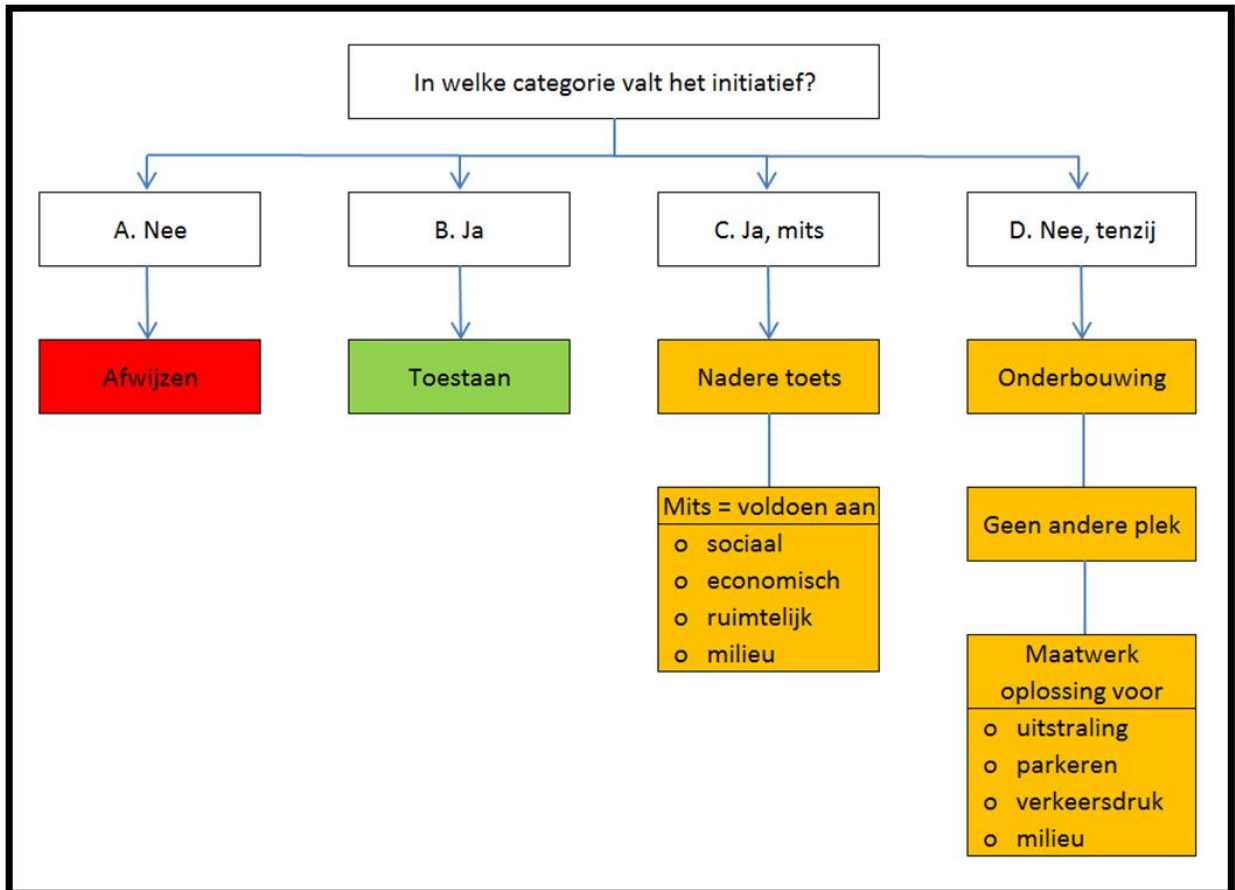 In welke categorie valt het initiatief?
A. Nee
B. Ja
C. Ja, mits
D. Nee, tenzij
Afwijzen
Toestaan
Nadere toets
Onderbouwing
Mits = voldoen aan
o sociaal
o economisch
o ruimtelijk
o milieu
Geen andere plek
Maatwerk
oplossing voor
o uitstraling
o parkeren
o verkeersdruk
o milieu